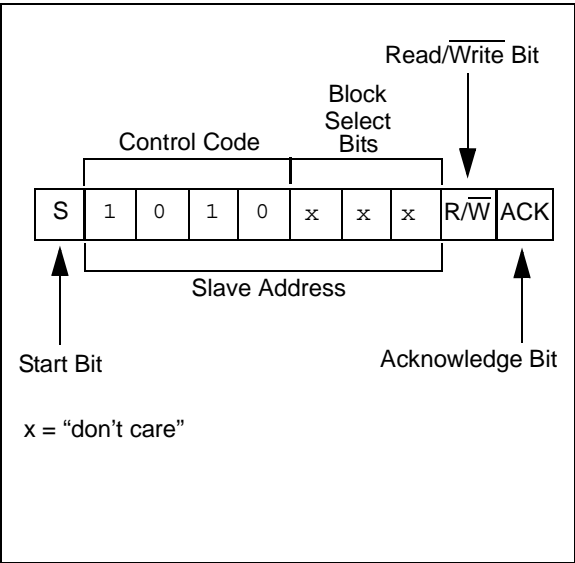 Read/Write Bit
Block
Select
Bits
Control Code
S 1 0 1 0 x x x R/W ACK
Slave Address
Start Bit
Acknowledge Bit
x = “don’t care”